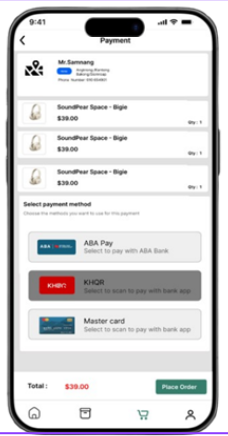 9:41
Payment
Mr.Samnang
Phone Number
SoundPear Space - Bigie
$39.00
Qty : 1
SoundPear Space - Bigie
$39.00
Qty : 1
SoundPear Space - Bigie
$39.00
Qty : 1
Select payment method
Choose the methods you want to use for this payment
ABA Pay
Select to pay with ABA Bank
KHQR
KHQR
Select to scan to pay with bank app
Master card
Select to scan to pay with bank app
Total :
$39.00
Place Order